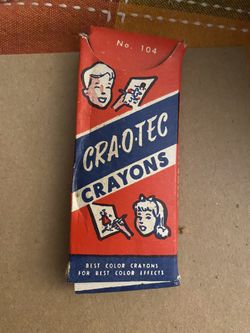 No. 104
CRA·O·TEC
CRAYONS
BEST COLOR CRAYONS
FOR BEST COLOR EFFECTS